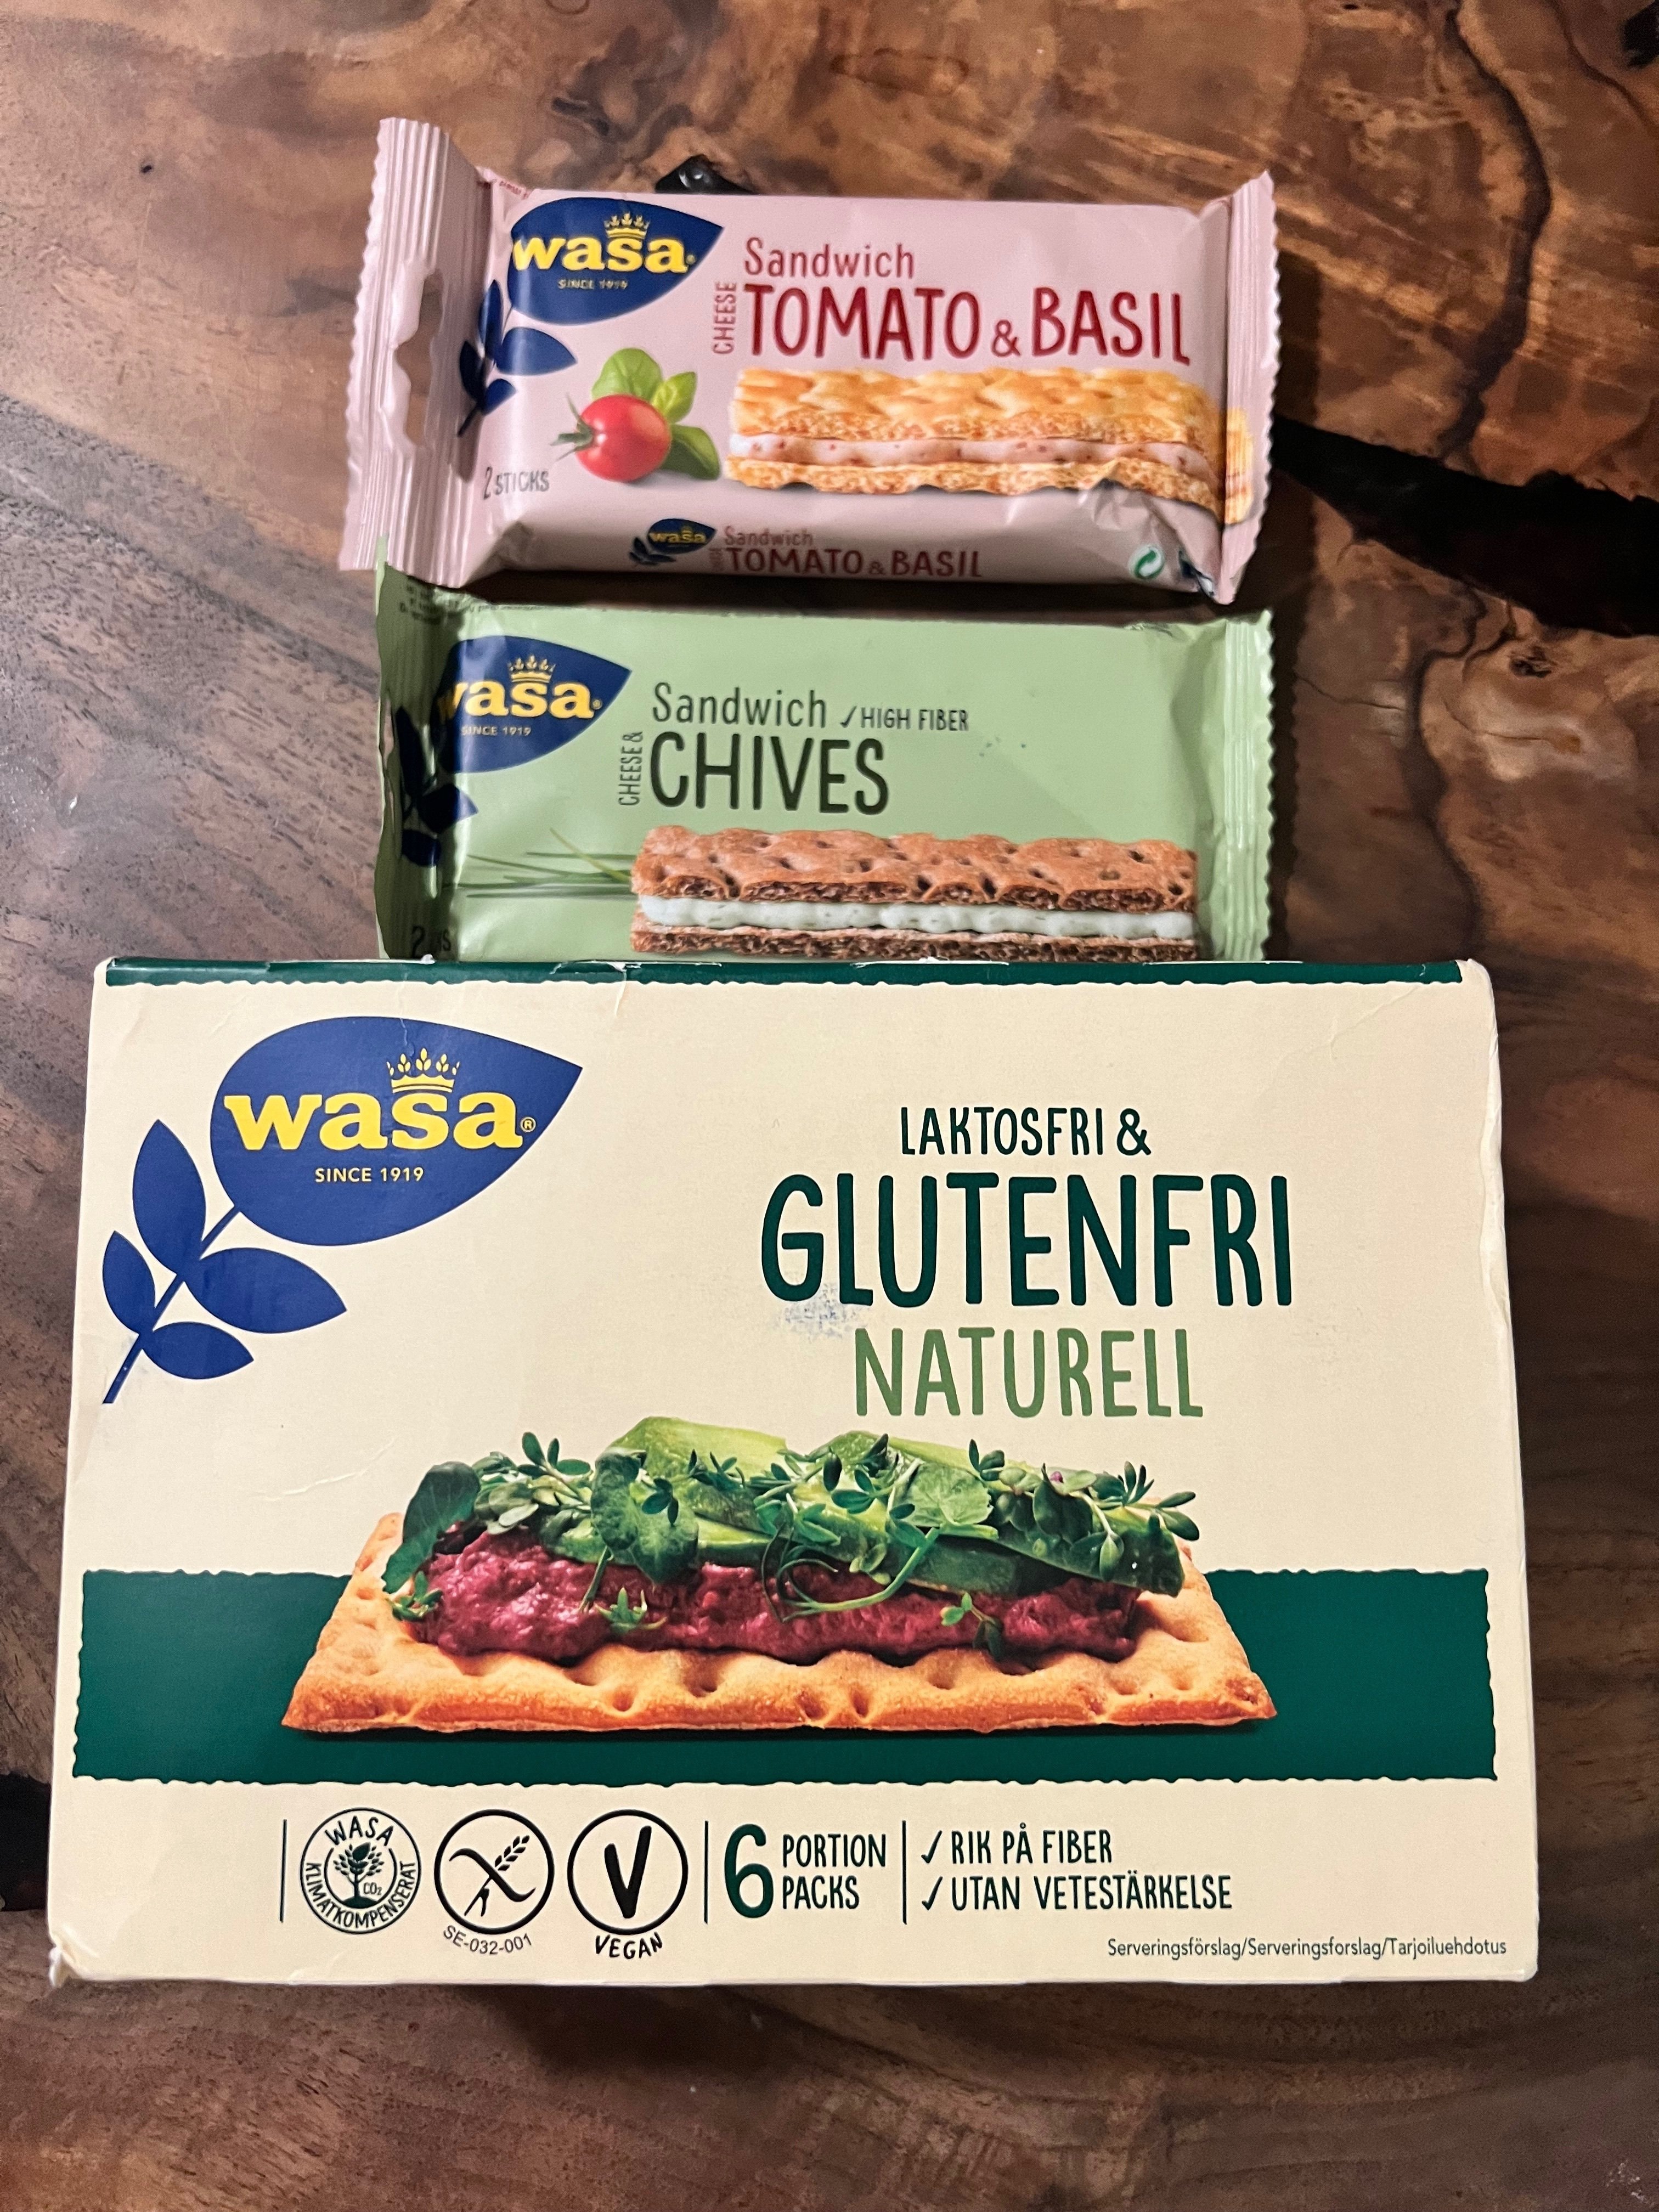 wasa
SINCE 1919
Sandwich
CHEESE
TOMATO & BASIL
2 STICKS
wasa
Sandwich
TOMATO & BASIL
wasa
SINCE 1919
Sandwich ✓HIGH FIBER
CHEESE &
CHIVES
2
wasa®
SINCE 1919
LAKTOSFRI &
GLUTENFRI
NATURELL
WASA
KLIMATKOMPENSERAT
CO₂
SE-032-001
V
VEGAN
6 PORTION
PACKS
✓ RIK PÅ FIBER
✓ UTAN VETESTÄRKELSE
Serveringsförslag/Serveringsforslag/Tarjoiluehdotus